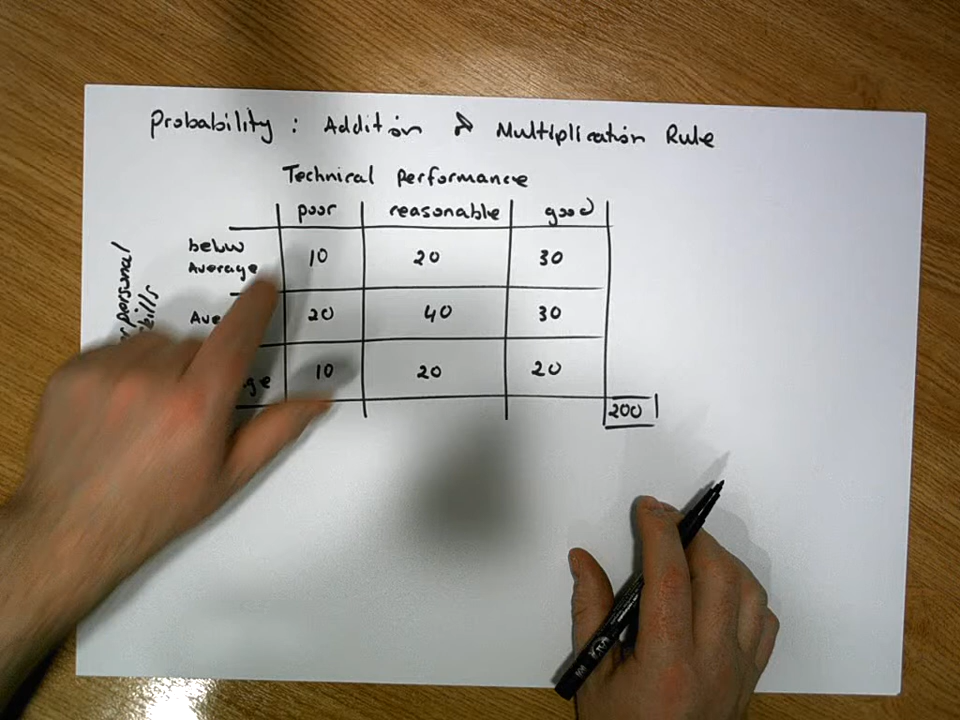 Probability : Addition & Multiplication Rule
Technical performance
poor reasonable good
below
Average 10 20 30
20 40 30
10 20 20
200
personal